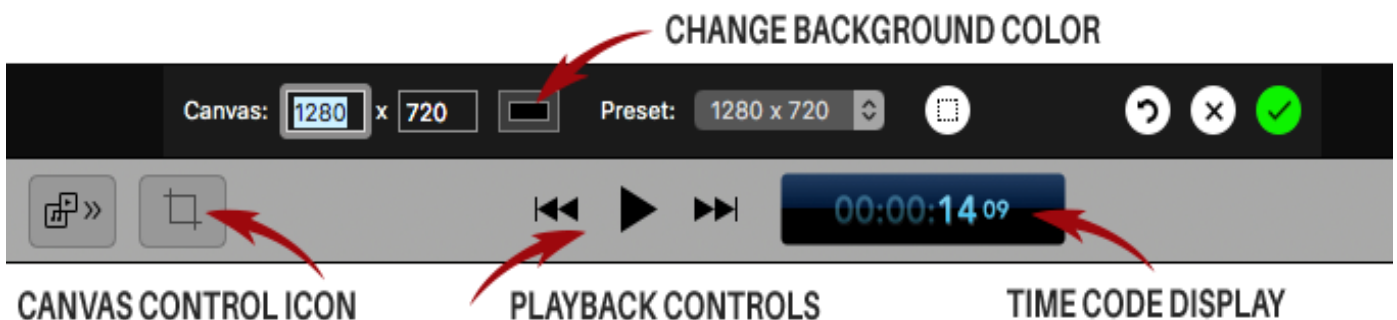 CHANGE BACKGROUND COLOR
Canvas: 1280 x 720 Preset: 1280 x 720
00:00:14 09
CANVAS CONTROL ICON PLAYBACK CONTROLS TIME CODE DISPLAY